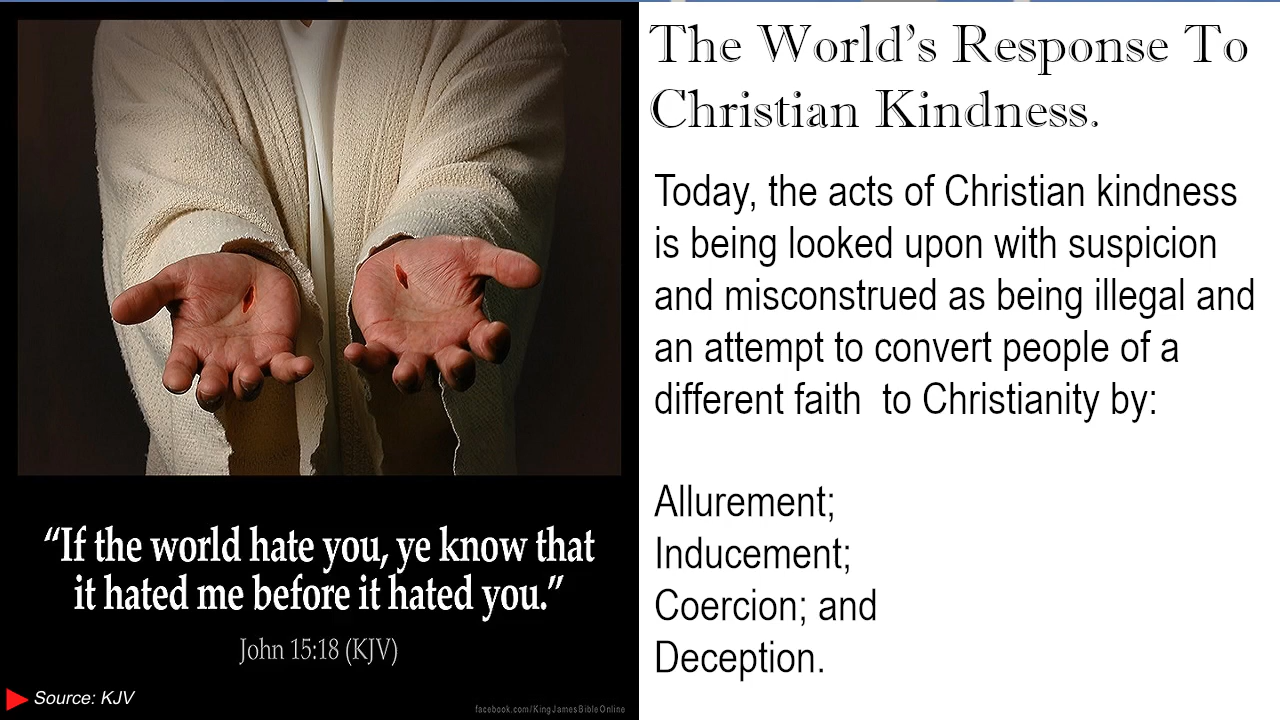 “If the world hate you, ye know that
it hated me before it hated you.”
John 15:18 (KJV)
Source: KJV
facebook.com/KingJamesBibleOnline
The World’s Response To
Christian Kindness.
Today, the acts of Christian kindness
is being looked upon with suspicion
and misconstrued as being illegal and
an attempt to convert people of a
different faith  to Christianity by:
Allurement;
Inducement;
Coercion; and
Deception.